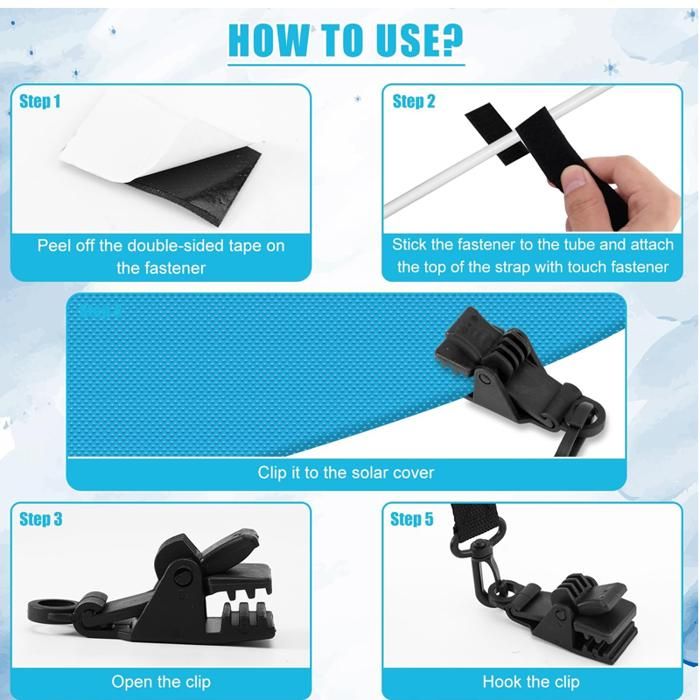 HOW TO USE?
Step 1
Peel off the double-sided tape on
the fastener
Step 2
Stick the fastener to the tube and attach
the top of the strap with touch fastener
Clip it to the solar cover
Step 3
Open the clip
Step 5
Hook the clip